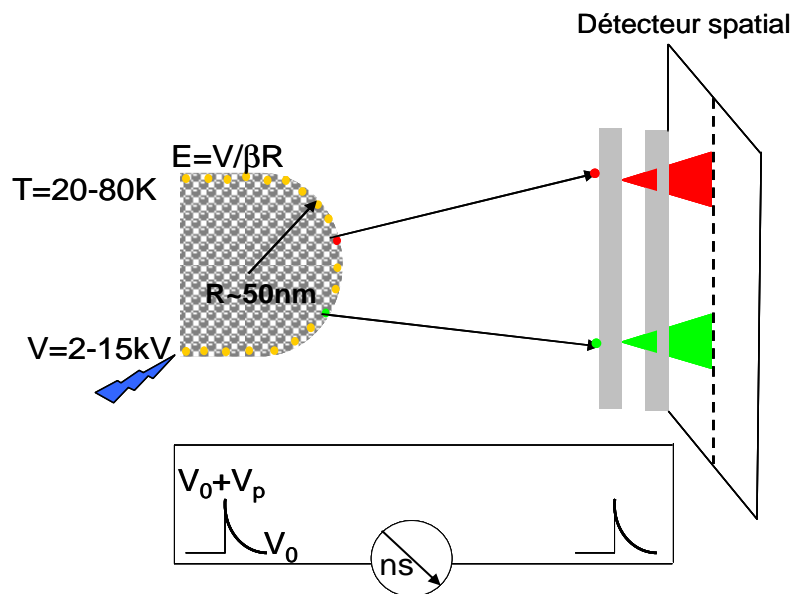 Détecteur spatial
E=V/βR
T=20-80K
R~50nm
V=2-15kV
V₀+Vₚ
V₀
ns